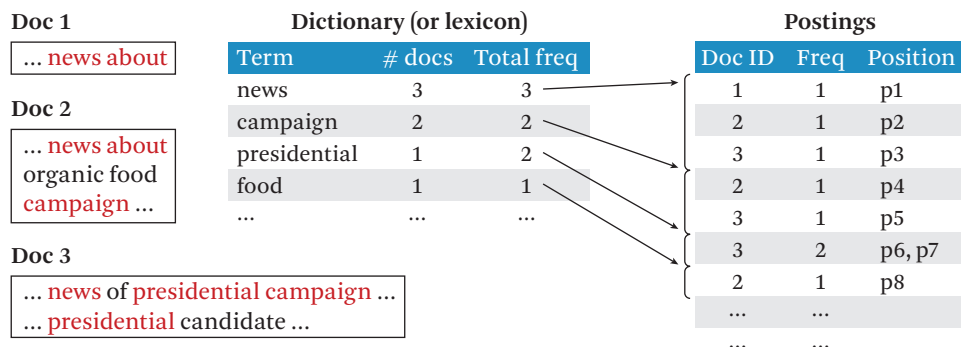 Doc 1
... news about
Doc 2
... news about
organic food
campaign ...
Doc 3
... news of presidential campaign ...
... presidential candidate ...
Dictionary (or lexicon)
Term # docs Total freq
news 3 3
campaign 2 2
presidential 1 2
food 1 1
... ... ...
Postings
Doc ID Freq Position
1 1 p1
2 1 p2
3 1 p3
2 1 p4
3 1 p5
3 2 p6, p7
2 1 p8
... ...
... ...